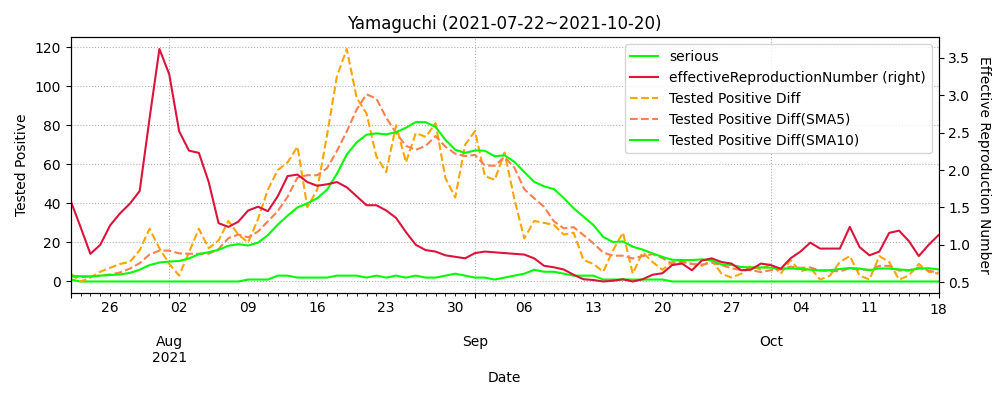 Yamaguchi (2021-07-22~2021-10-20)
Tested Positive
120
100
80
60
40
20
0
serious
effectiveReproductionNumber (right)
Tested Positive Diff
Tested Positive Diff(SMA5)
Tested Positive Diff(SMA10)
3.5
3.0
2.5
2.0
1.5
1.0
0.5
Effective Reproduction Number
26 02 09 16 23 30 06 13 20 27 04 11 18
Aug Sep Oct
2021
Date